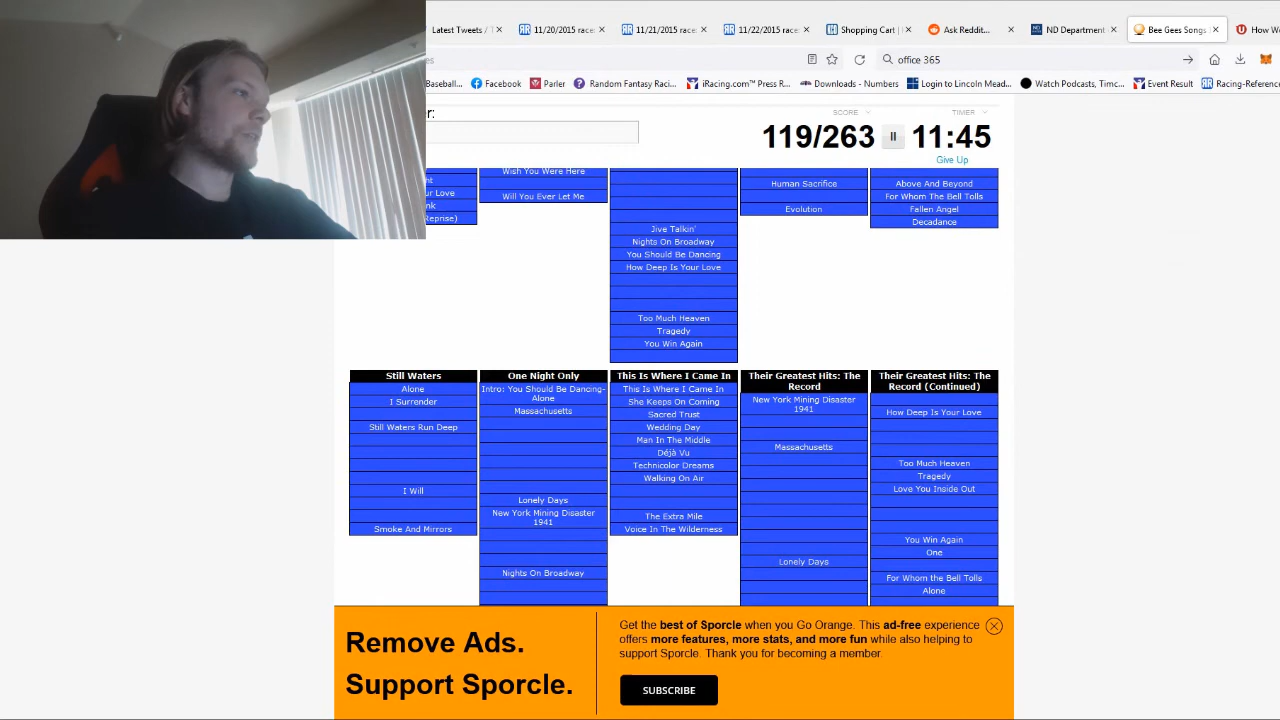 Latest Tweets / T
11/20/2015 race:
11/21/2015 race:
11/22/2015 race:
Shopping Cart |
Ask Reddit...
ND Department
Bee Gees Songs
How W
office 365
Baseball...
Facebook
Parler
Random Fantasy Raci...
iRacing.com™ Press R...
Downloads - Numbers
Login to Lincoln Mead...
Watch Podcasts, Timc...
Event Result
Racing-Reference
r:
SCORE
TIMER
119/263
11:45
Give Up
ht
ur Love
nk
Reprise)
Wish You Were Here
Will You Ever Let Me
Jive Talkin'
Nights On Broadway
You Should Be Dancing
How Deep Is Your Love
Too Much Heaven
Tragedy
You Win Again
Human Sacrifice
Evolution
Above And Beyond
For Whom The Bell Tolls
Fallen Angel
Decadance
Still Waters
Alone
I Surrender
Still Waters Run Deep
I Will
Smoke And Mirrors
One Night Only
Intro: You Should Be Dancing-
Alone
Massachusetts
Lonely Days
New York Mining Disaster
1941
Nights On Broadway
This Is Where I Came In
This Is Where I Came In
She Keeps On Coming
Sacred Trust
Wedding Day
Man In The Middle
Déjà Vu
Technicolor Dreams
Walking On Air
The Extra Mile
Voice In The Wilderness
Their Greatest Hits: The
Record
New York Mining Disaster
1941
Massachusetts
Lonely Days
Their Greatest Hits: The
Record (Continued)
How Deep Is Your Love
Too Much Heaven
Tragedy
Love You Inside Out
You Win Again
One
For Whom the Bell Tolls
Alone
Remove Ads.
Support Sporcle.
Get the best of Sporcle when you Go Orange. This ad-free experience
offers more features, more stats, and more fun while also helping to
support Sporcle. Thank you for becoming a member.
SUBSCRIBE